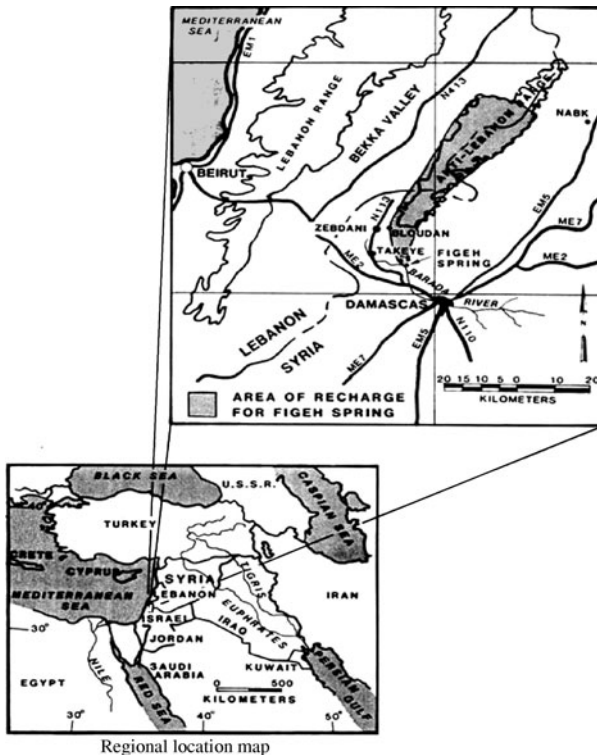 MEDITERRANEAN
SEA
EM1
LEBANON RANGE
BEKKA VALLEY
N413
ANTI-LEBANON RANGE
NABK
BEIRUT
EM5
ZEBDANI
N113
BLOUDAN
TAKEYE
FIGEH
SPRING
ME7
ME2
ME2
BARADA
RIVER
DAMASCAS
LEBANON
SYRIA
ME7
EM5
N110
N
20 15 10 5 0 10 20
KILOMETERS
AREA OF RECHARGE
FOR FIGEH SPRING
BLACK SEA
U.S.S.R.
CASPIAN SEA
40
TURKEY
CRETE
CYPRUS
SYRIA
LEBANON
TIGRIS
IRAN
MEDITERRANEAN
SEA
ISRAEL
EUPHRATES
IRAQ
30°
JORDAN
NILE
SAUDI
ARABIA
KUWAIT
EGYPT
RED SEA
0 500
KILOMETERS
PERSIAN GULF
30° 40° 50°
Regional location map